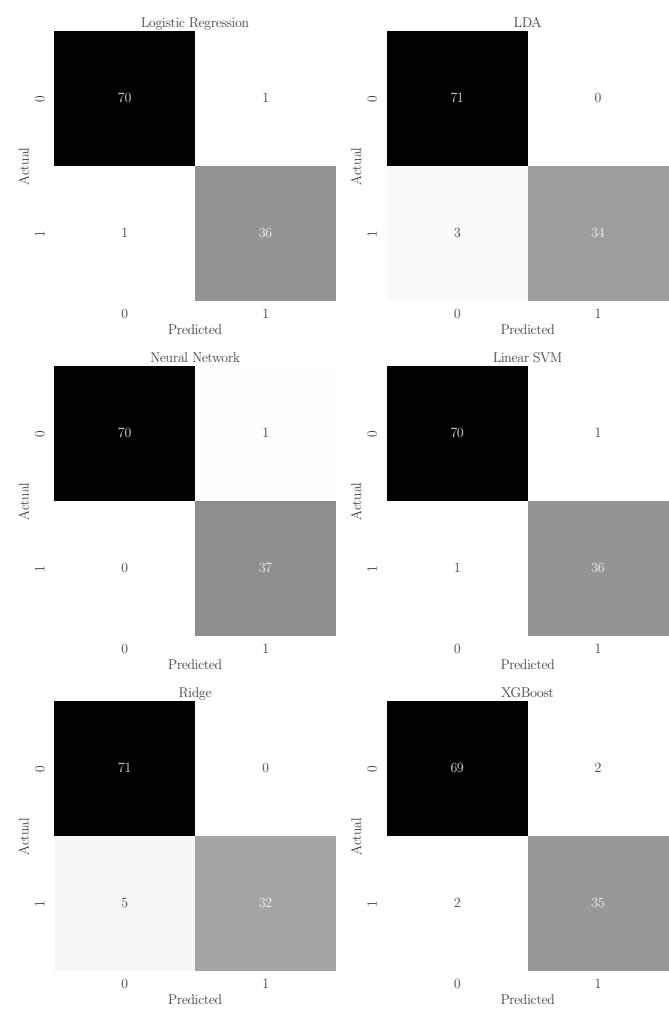 Logistic Regression
LDA
0 70 1
0 71 0
Actual
Actual
1 1 36
1 3 34
0 1
0 1
Predicted
Predicted
Neural Network
Linear SVM
0 70 1
0 70 1
Actual
Actual
1 0 37
1 1 36
0 1
0 1
Predicted
Predicted
Ridge
XGBoost
0 71 0
0 69 2
Actual
Actual
1 5 32
1 2 35
0 1
0 1
Predicted
Predicted